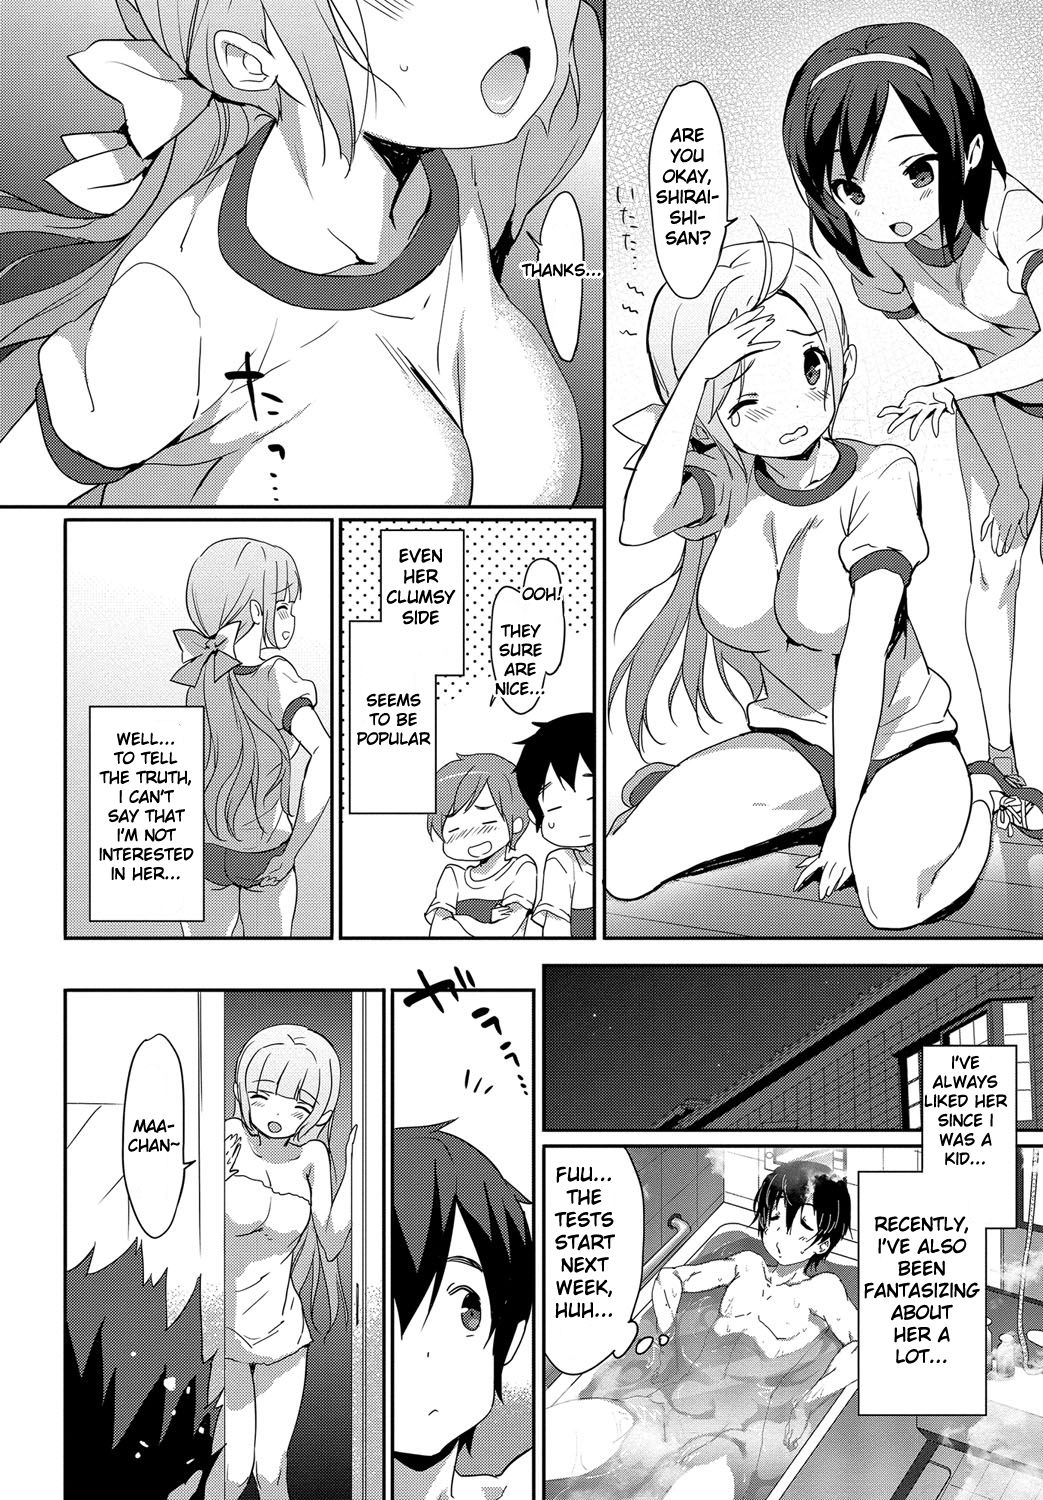 ARE
YOU
OKAY,
SHIRAI-
SHI-
SAN?
いたた…
THANKS...
OOH!
THEY
SURE
ARE
NICE...
EVEN
HER
CLUMSY
SIDE
SEEMS
TO BE
POPULAR
WELL...
TO TELL
THE TRUTH,
I CAN'T
SAY THAT
I'M NOT
INTERESTED
IN HER...
I'VE
ALWAYS
LIKED HER
SINCE I
WAS A
KID...
RECENTLY,
I'VE ALSO
BEEN
FANTASIZING
ABOUT
HER A
LOT...
FUU...
THE
TESTS
START
NEXT
WEEK,
HUH...
MAA-
CHAN~